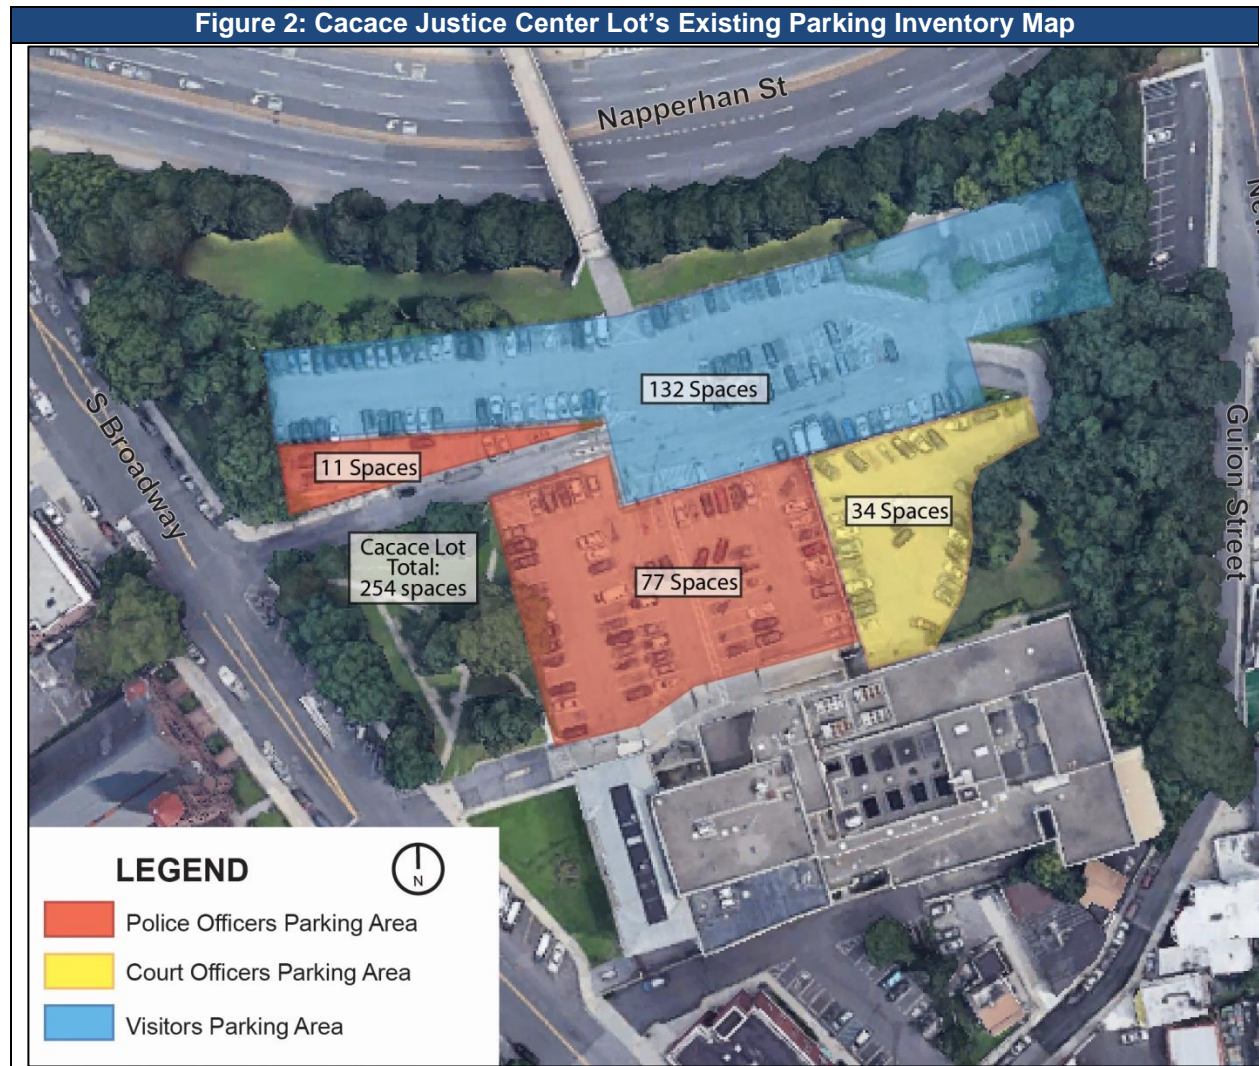 Figure 2: Cacace Justice Center Lot's Existing Parking Inventory Map
Napperhan St
132 Spaces
S Broadway
11 Spaces
34 Spaces
Guion Street
Cacace Lot
Total:
254 spaces
77 Spaces
LEGEND
N
Police Officers Parking Area
Court Officers Parking Area
Visitors Parking Area